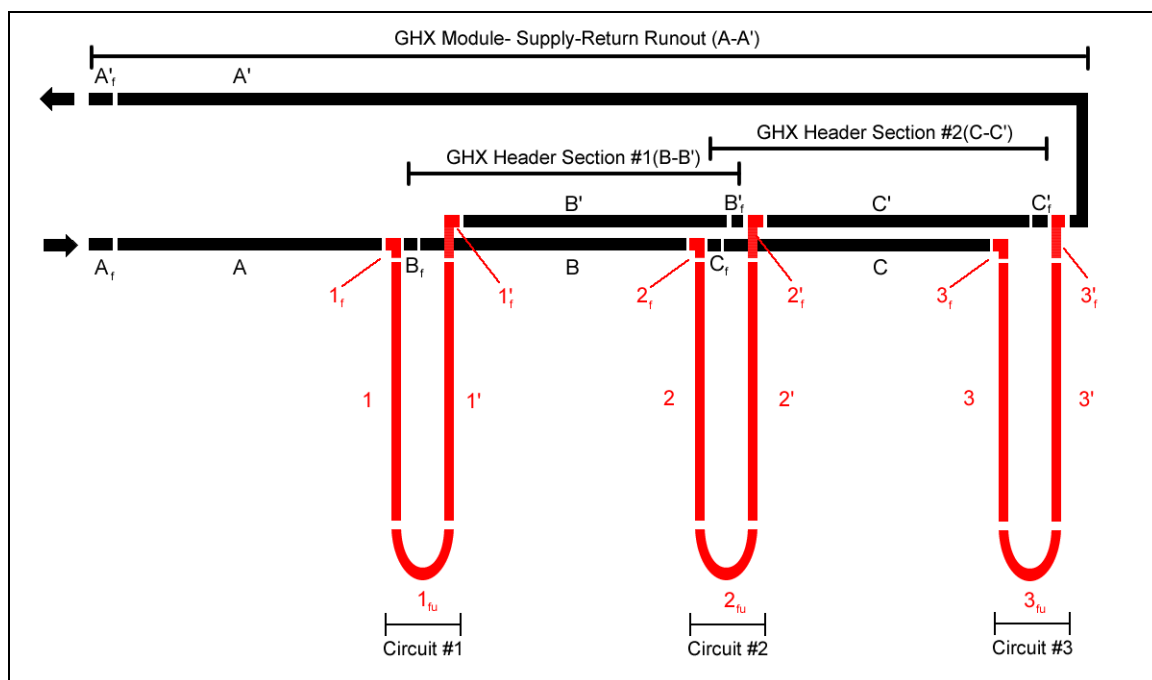 GHX Module- Supply-Return Runout (A-A')
A'f A'
GHX Header Section #2(C-C')
GHX Header Section #1(B-B')
B' B'f C' C'f
Af A Bf B Cf C
1f 1'f 2f 2'f 3f 3'f
1 1' 2 2' 3 3'
1fu 2fu 3fu
Circuit #1 Circuit #2 Circuit #3